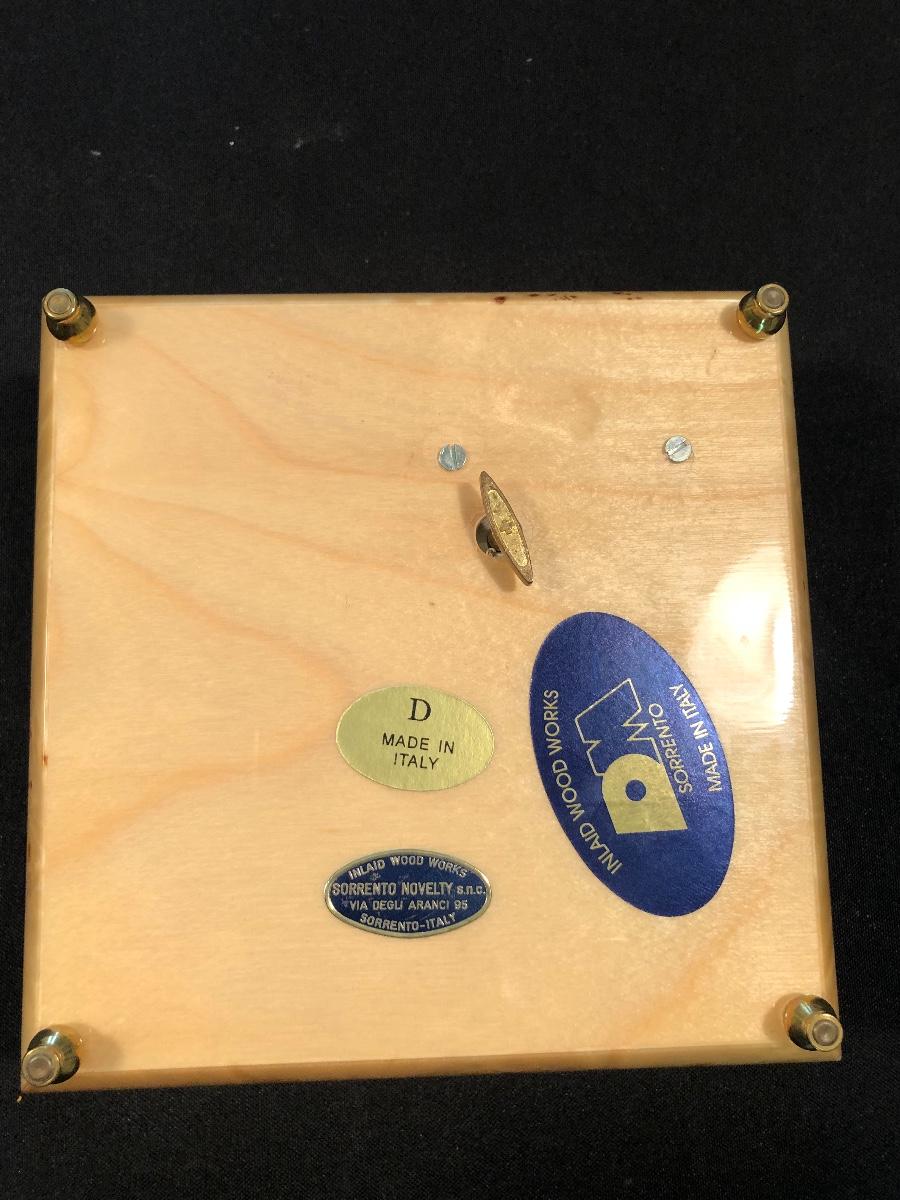 D
MADE IN
ITALY
INLAID WOOD WORKS
SORRENTO NOVELTY s.n.c.
VIA DEGLI ARANCI 95
SORRENTO-ITALY
INLAID WOOD WORKS
DW
SORRENTO
MADE IN ITALY